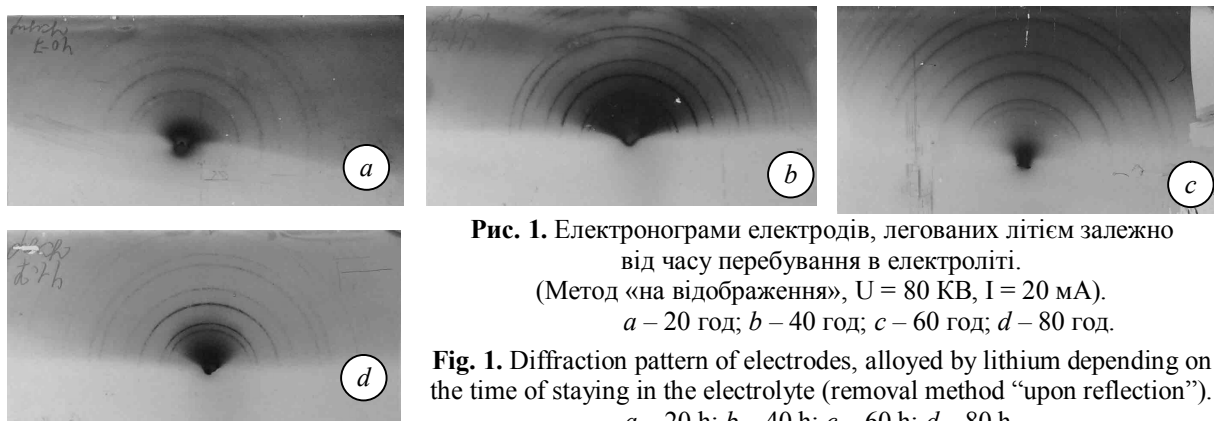 a
b
c
d
Рис. 1. Електронограми електродів, легованих літієм залежно
від часу перебування в електроліті.
(Метод «на відображення», U = 80 КВ, I = 20 мА).
a – 20 год; b – 40 год; c – 60 год; d – 80 год.
Fig. 1. Diffraction pattern of electrodes, alloyed by lithium depending on
the time of staying in the electrolyte (removal method “upon reflection”).
a – 20 h; b – 40 h; c – 60 h; d – 80 h